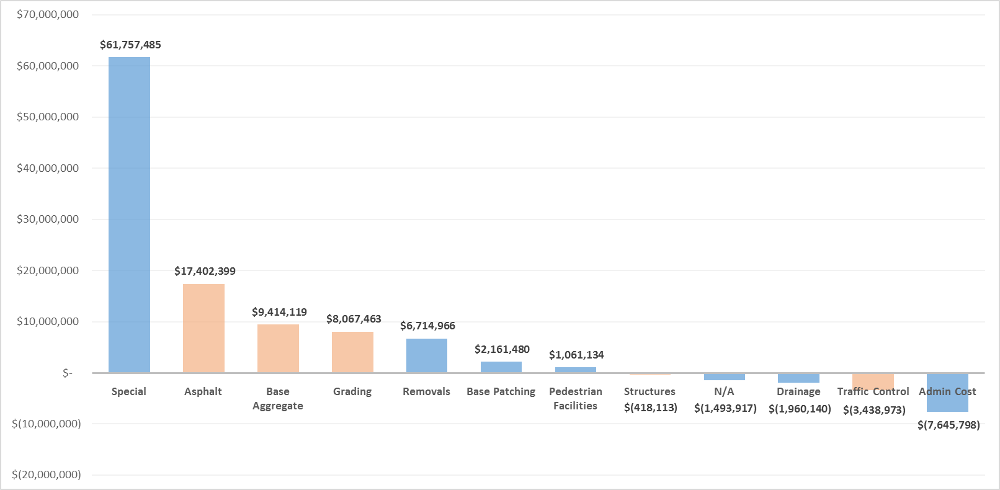 $70,000,000
$60,000,000
$50,000,000
$40,000,000
$30,000,000
$20,000,000
$10,000,000
$-
$(10,000,000)
$(20,000,000)
$61,757,485
$17,402,399
$9,414,119
$8,067,463
$6,714,966
$2,161,480
$1,061,134
$(418,113)
$(1,493,917)
$(1,960,140)
$(3,438,973)
$(7,645,798)
Special
Asphalt
Base
Aggregate
Grading
Removals
Base Patching
Pedestrian
Facilities
Structures
N/A
Drainage
Traffic Control
Admin Cost